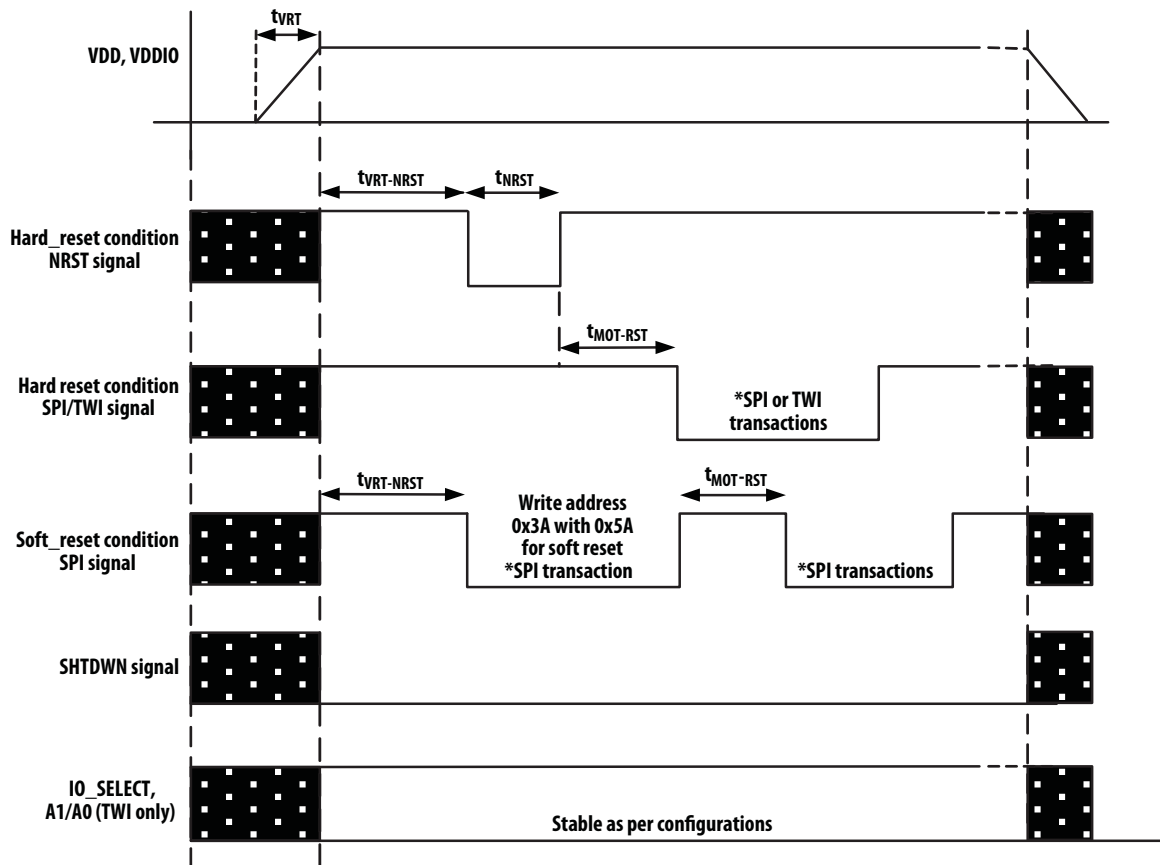 tVRT
VDD, VDDIO
tVRT-NRST
tNRST
Hard_reset condition
NRST signal
tMOT-RST
Hard reset condition
SPI/TWI signal
*SPI or TWI
transactions
tVRT-NRST
tMOT-RST
Write address
0x3A with 0x5A
for soft reset
*SPI transaction
Soft_reset condition
SPI signal
*SPI transactions
SHTDWN signal
IO_SELECT,
A1/A0 (TWI only)
Stable as per configurations